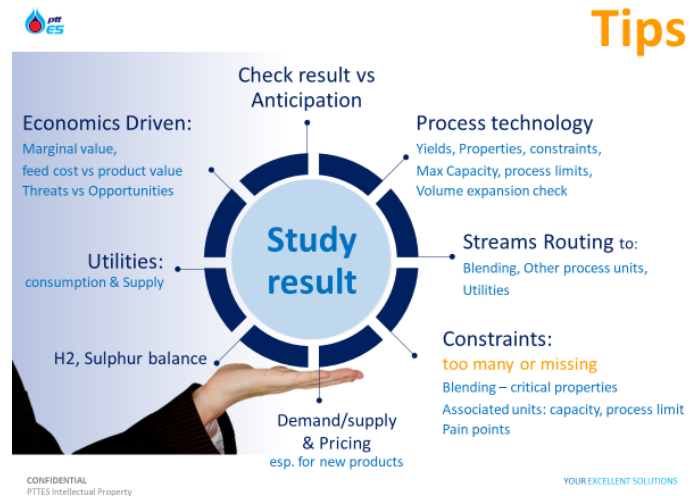 ptt
ES
Tips
Check result vs
Anticipation
Economics Driven:
Marginal value,
feed cost vs product value
Threats vs Opportunities
Process technology
Yields, Properties, constraints,
Max Capacity, process limits,
Volume expansion check
Study
result
Streams Routing to:
Blending, Other process units,
Utilities
Utilities:
consumption & Supply
Constraints:
too many or missing
Blending – critical properties
Associated units: capacity, process limit
Pain points
H2, Sulphur balance
Demand/supply
& Pricing
esp. for new products
CONFIDENTIAL
PTTES Intellectual Property
YOUR EXCELLENT SOLUTIONS